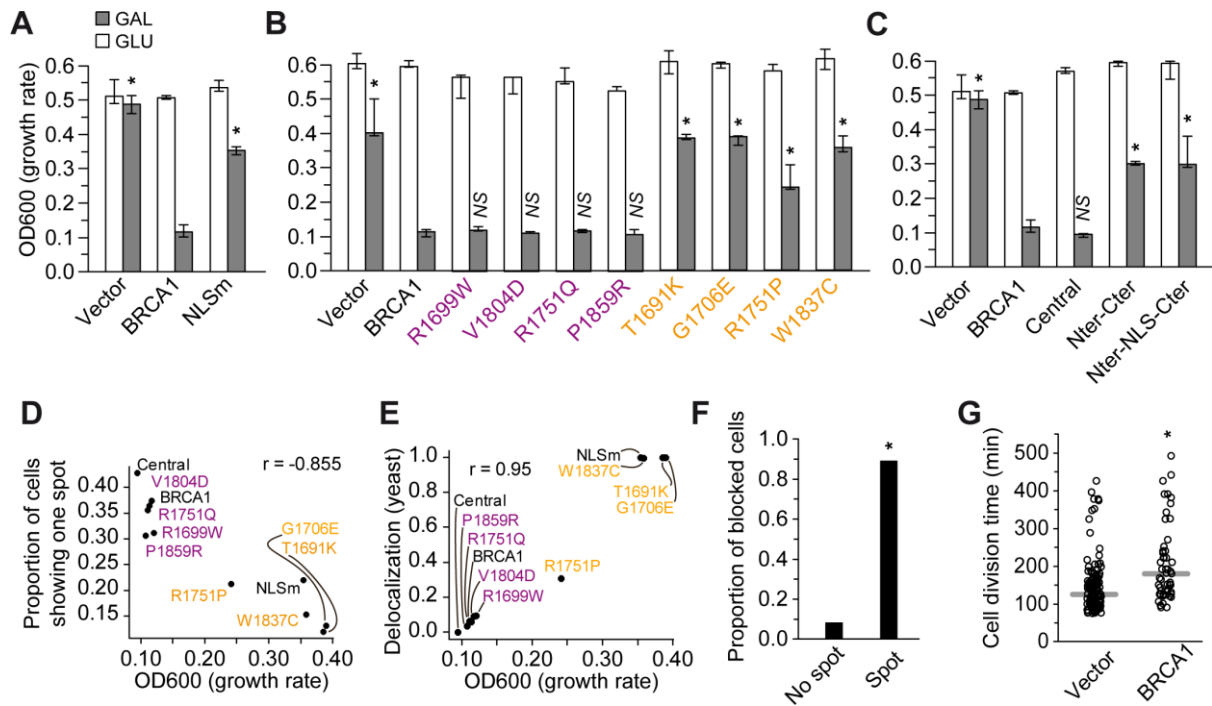 A
GAL
GLU
OD600 (growth rate)
0.6
0.5
0.4
0.3
0.2
0.1
0.0
*
*
Vector
BRCA1
NLSm
B
0.6
0.5
0.4
0.3
0.2
0.1
0.0
*
NS
NS
NS
NS
*
*
*
*
Vector
BRCA1
R1699W
V1804D
R1751Q
P1859R
T1691K
G1706E
R1751P
W1837C
C
0.6
0.5
0.4
0.3
0.2
0.1
0.0
*
NS
*
*
Vector
BRCA1
Central
Nter-Cter
Nter-NLS-Cter
D
Proportion of cells
showing one spot
0.40
0.35
0.30
0.25
0.20
0.15
r = -0.855
Central
V1804D
BRCA1
R1751Q
R1699W
P1859R
G1706E
T1691K
R1751P
NLSm
W1837C
0.10 0.20 0.30 0.40
OD600 (growth rate)
E
Delocalization (yeast)
1.0
0.8
0.6
0.4
0.2
0.0
r = 0.95
NLSm
W1837C
T1691K
G1706E
Central
P1859R
R1751Q
BRCA1
V1804D
R1699W
R1751P
0.10 0.20 0.30 0.40
OD600 (growth rate)
F
Proportion of blocked cells
1.0
0.8
0.6
0.4
0.2
0.0
*
No spot
Spot
G
Cell division time (min)
500
400
300
200
100
0
*
Vector
BRCA1